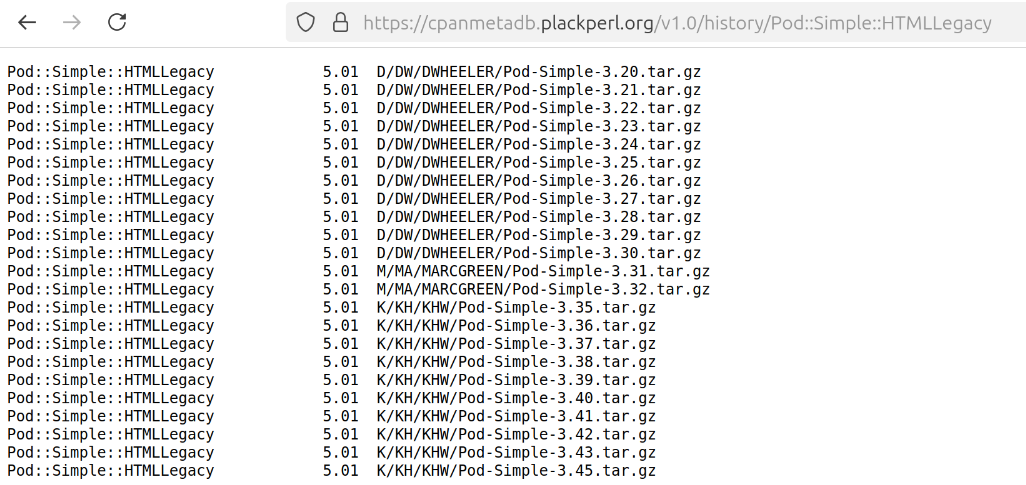 https://cpanmetadb.plackperl.org/v1.0/history/Pod::Simple::HTMLLegacy
Pod::Simple::HTMLLegacy 5.01 D/DW/DWHEELER/Pod-Simple-3.20.tar.gz
Pod::Simple::HTMLLegacy 5.01 D/DW/DWHEELER/Pod-Simple-3.21.tar.gz
Pod::Simple::HTMLLegacy 5.01 D/DW/DWHEELER/Pod-Simple-3.22.tar.gz
Pod::Simple::HTMLLegacy 5.01 D/DW/DWHEELER/Pod-Simple-3.23.tar.gz
Pod::Simple::HTMLLegacy 5.01 D/DW/DWHEELER/Pod-Simple-3.24.tar.gz
Pod::Simple::HTMLLegacy 5.01 D/DW/DWHEELER/Pod-Simple-3.25.tar.gz
Pod::Simple::HTMLLegacy 5.01 D/DW/DWHEELER/Pod-Simple-3.26.tar.gz
Pod::Simple::HTMLLegacy 5.01 D/DW/DWHEELER/Pod-Simple-3.27.tar.gz
Pod::Simple::HTMLLegacy 5.01 D/DW/DWHEELER/Pod-Simple-3.28.tar.gz
Pod::Simple::HTMLLegacy 5.01 D/DW/DWHEELER/Pod-Simple-3.29.tar.gz
Pod::Simple::HTMLLegacy 5.01 D/DW/DWHEELER/Pod-Simple-3.30.tar.gz
Pod::Simple::HTMLLegacy 5.01 M/MA/MARCGREEN/Pod-Simple-3.31.tar.gz
Pod::Simple::HTMLLegacy 5.01 M/MA/MARCGREEN/Pod-Simple-3.32.tar.gz
Pod::Simple::HTMLLegacy 5.01 K/KH/KHW/Pod-Simple-3.35.tar.gz
Pod::Simple::HTMLLegacy 5.01 K/KH/KHW/Pod-Simple-3.36.tar.gz
Pod::Simple::HTMLLegacy 5.01 K/KH/KHW/Pod-Simple-3.37.tar.gz
Pod::Simple::HTMLLegacy 5.01 K/KH/KHW/Pod-Simple-3.38.tar.gz
Pod::Simple::HTMLLegacy 5.01 K/KH/KHW/Pod-Simple-3.39.tar.gz
Pod::Simple::HTMLLegacy 5.01 K/KH/KHW/Pod-Simple-3.40.tar.gz
Pod::Simple::HTMLLegacy 5.01 K/KH/KHW/Pod-Simple-3.41.tar.gz
Pod::Simple::HTMLLegacy 5.01 K/KH/KHW/Pod-Simple-3.42.tar.gz
Pod::Simple::HTMLLegacy 5.01 K/KH/KHW/Pod-Simple-3.43.tar.gz
Pod::Simple::HTMLLegacy 5.01 K/KH/KHW/Pod-Simple-3.45.tar.gz